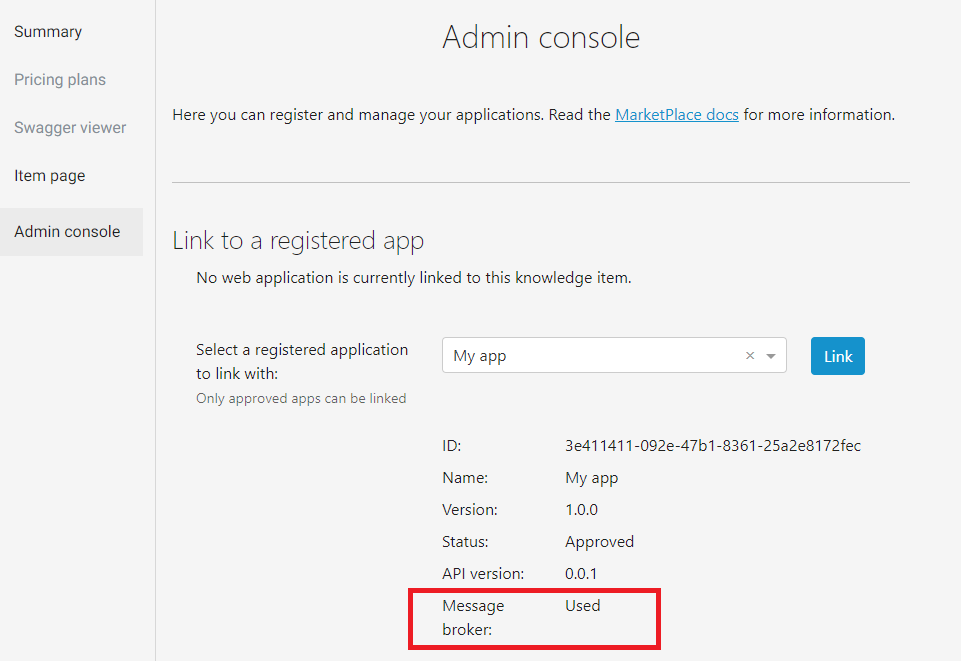 Summary
Pricing plans
Swagger viewer
Item page
Admin console
Admin console
Here you can register and manage your applications. Read the MarketPlace docs for more information.
Link to a registered app
No web application is currently linked to this knowledge item.
Select a registered application
to link with:
Only approved apps can be linked
My app
Link
ID: 3e411411-092e-47b1-8361-25a2e8172fec
Name: My app
Version: 1.0.0
Status: Approved
API version: 0.0.1
Message Used
broker: